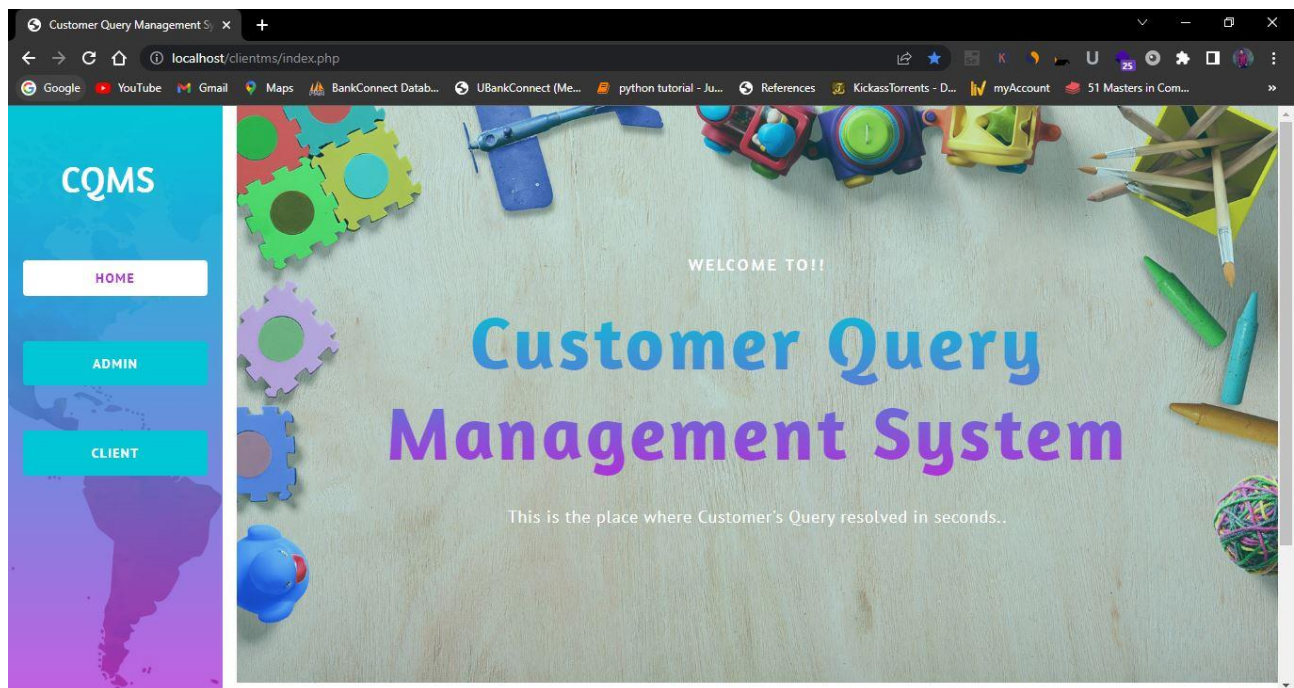 Customer Query Management Sy
localhost/clientms/index.php
K
U
25
Google
YouTube
Gmail
Maps
BankConnect Datab...
UBankConnect (Me...
python tutorial - Ju...
References
KickassTorrents - D...
myAccount
51 Masters in Com...
»
CQMS
HOME
ADMIN
CLIENT
WELCOME TO!!
Customer Query
Management System
This is the place where Customer's Query resolved in seconds..